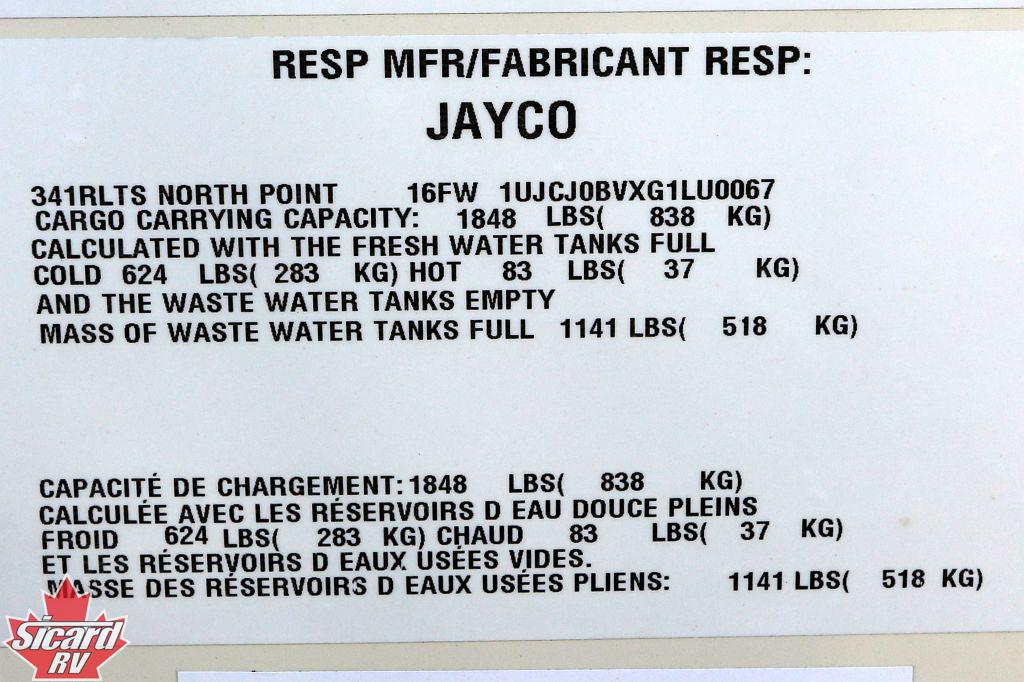 RESP MFR/FABRICANT RESP:
JAYCO
341RLTS NORTH POINT 16FW 1UJCJ0BVXG1LU0067
CARGO CARRYING CAPACITY: 1848 LBS( 838 KG)
CALCULATED WITH THE FRESH WATER TANKS FULL
COLD 624 LBS( 283 KG) HOT 83 LBS( 37 KG)
AND THE WASTE WATER TANKS EMPTY
MASS OF WASTE WATER TANKS FULL 1141 LBS( 518 KG)
CAPACITÉ DE CHARGEMENT: 1848 LBS( 838 KG)
CALCULÉE AVEC LES RÉSERVOIRS D EAU DOUCE PLEINS
FROID 624 LBS( 283 KG) CHAUD 83 LBS( 37 KG)
ET LES RÉSERVOIRS D EAUX USÉES VIDES.
MASSE DES RÉSERVOIRS D EAUX USÉES PLIENS: 1141 LBS( 518 KG)
Sicard
RV